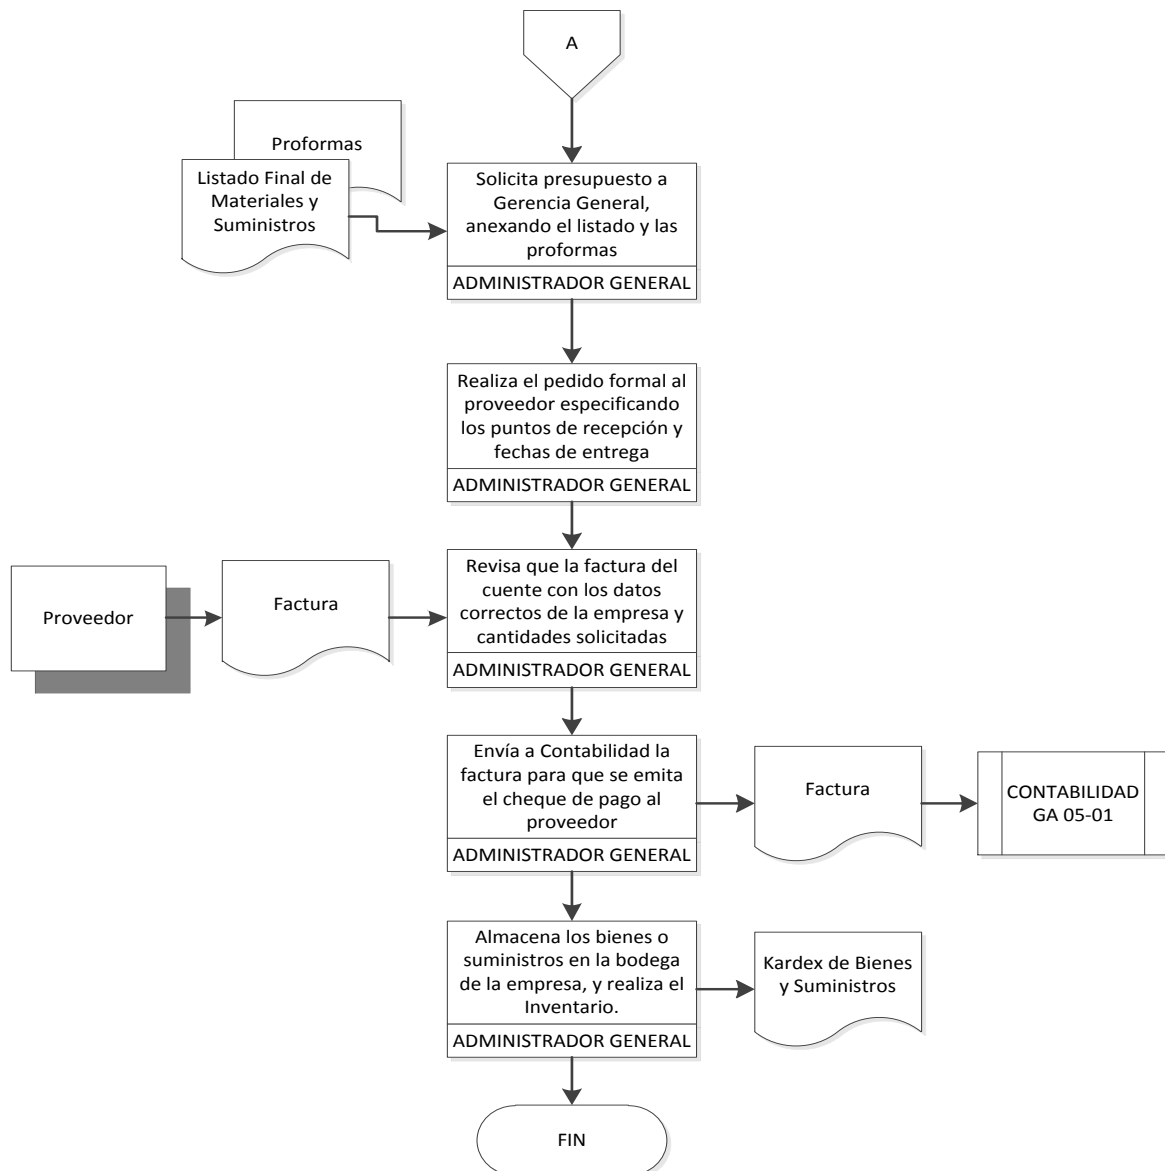 A
Proformas
Listado Final de
Materiales y
Suministros
Solicita presupuesto a
Gerencia General,
anexando el listado y las
proformas
ADMINISTRADOR GENERAL
Realiza el pedido formal al
proveedor especificando
los puntos de recepción y
fechas de entrega
ADMINISTRADOR GENERAL
Proveedor
Factura
Revisa que la factura del
cuente con los datos
correctos de la empresa y
cantidades solicitadas
ADMINISTRADOR GENERAL
Envía a Contabilidad la
factura para que se emita
el cheque de pago al
proveedor
ADMINISTRADOR GENERAL
Factura
CONTABILIDAD
GA 05-01
Almacena los bienes o
suministros en la bodega
de la empresa, y realiza el
Inventario.
ADMINISTRADOR GENERAL
Kardex de Bienes
y Suministros
FIN